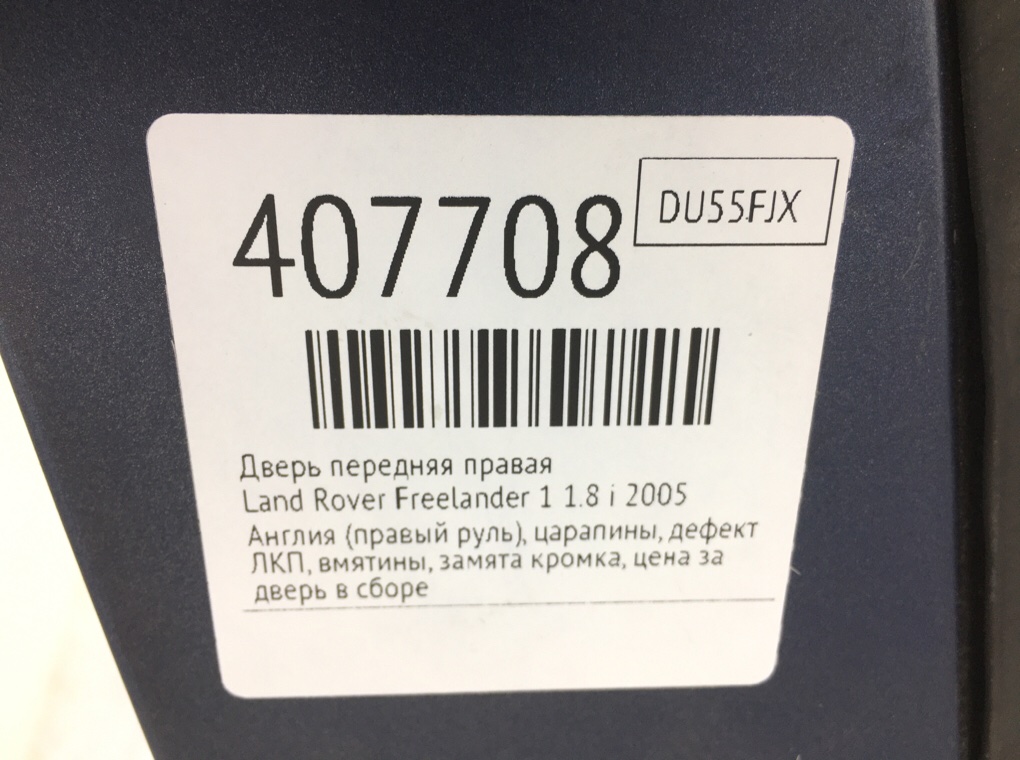 407708
DU55FJX
Дверь передняя правая
Land Rover Freelander 1 1.8 i 2005
Англия (правый руль), царапины, дефект
ЛКП, вмятины, замята кромка, цена за
дверь в сборе